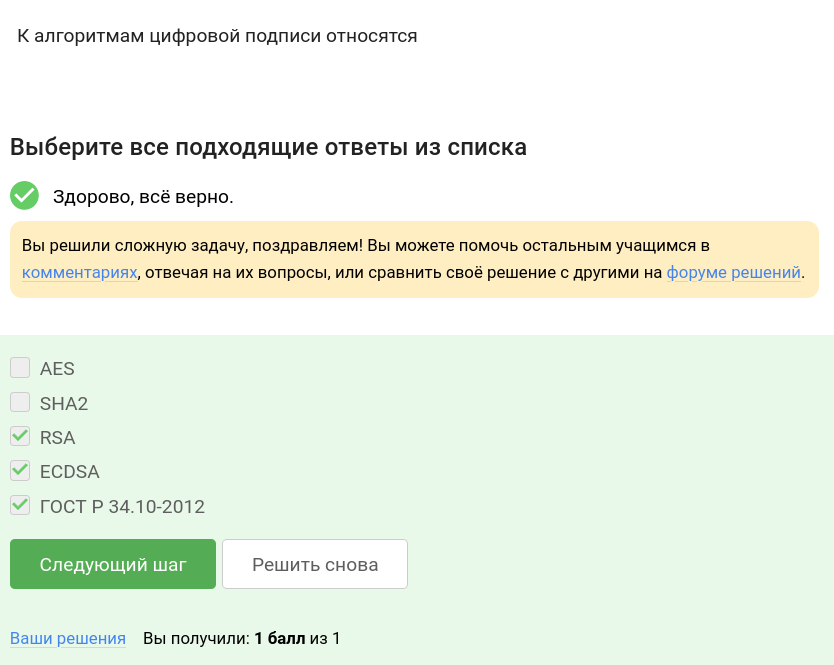 К алгоритмам цифровой подписи относятся
Выберите все подходящие ответы из списка
Здорово, всё верно.
Вы решили сложную задачу, поздравляем! Вы можете помочь остальным учащимся в
комментариях, отвечая на их вопросы, или сравнить своё решение с другими на форуме решений.
AES
SHA2
RSA
ECDSA
ГОСТ Р 34.10-2012
Следующий шаг Решить снова
Ваши решения Вы получили: 1 балл из 1